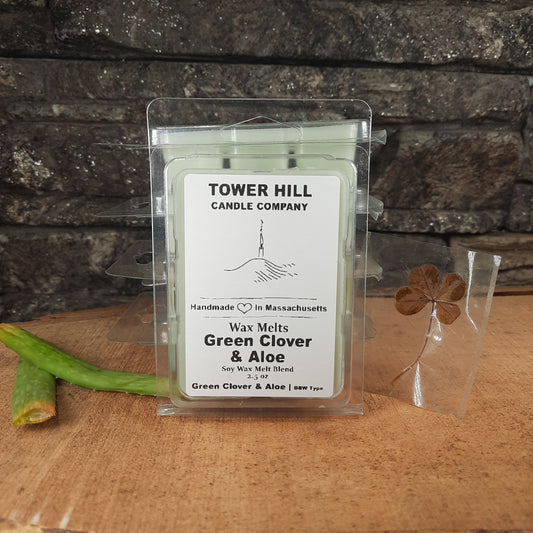 TOWER HILL
CANDLE COMPANY
Handmade In Massachusetts
Wax Melts
Green Clover
& Aloe
Soy Wax Melt Blend
2.5 oz
Green Clover & Aloe | BBW Type